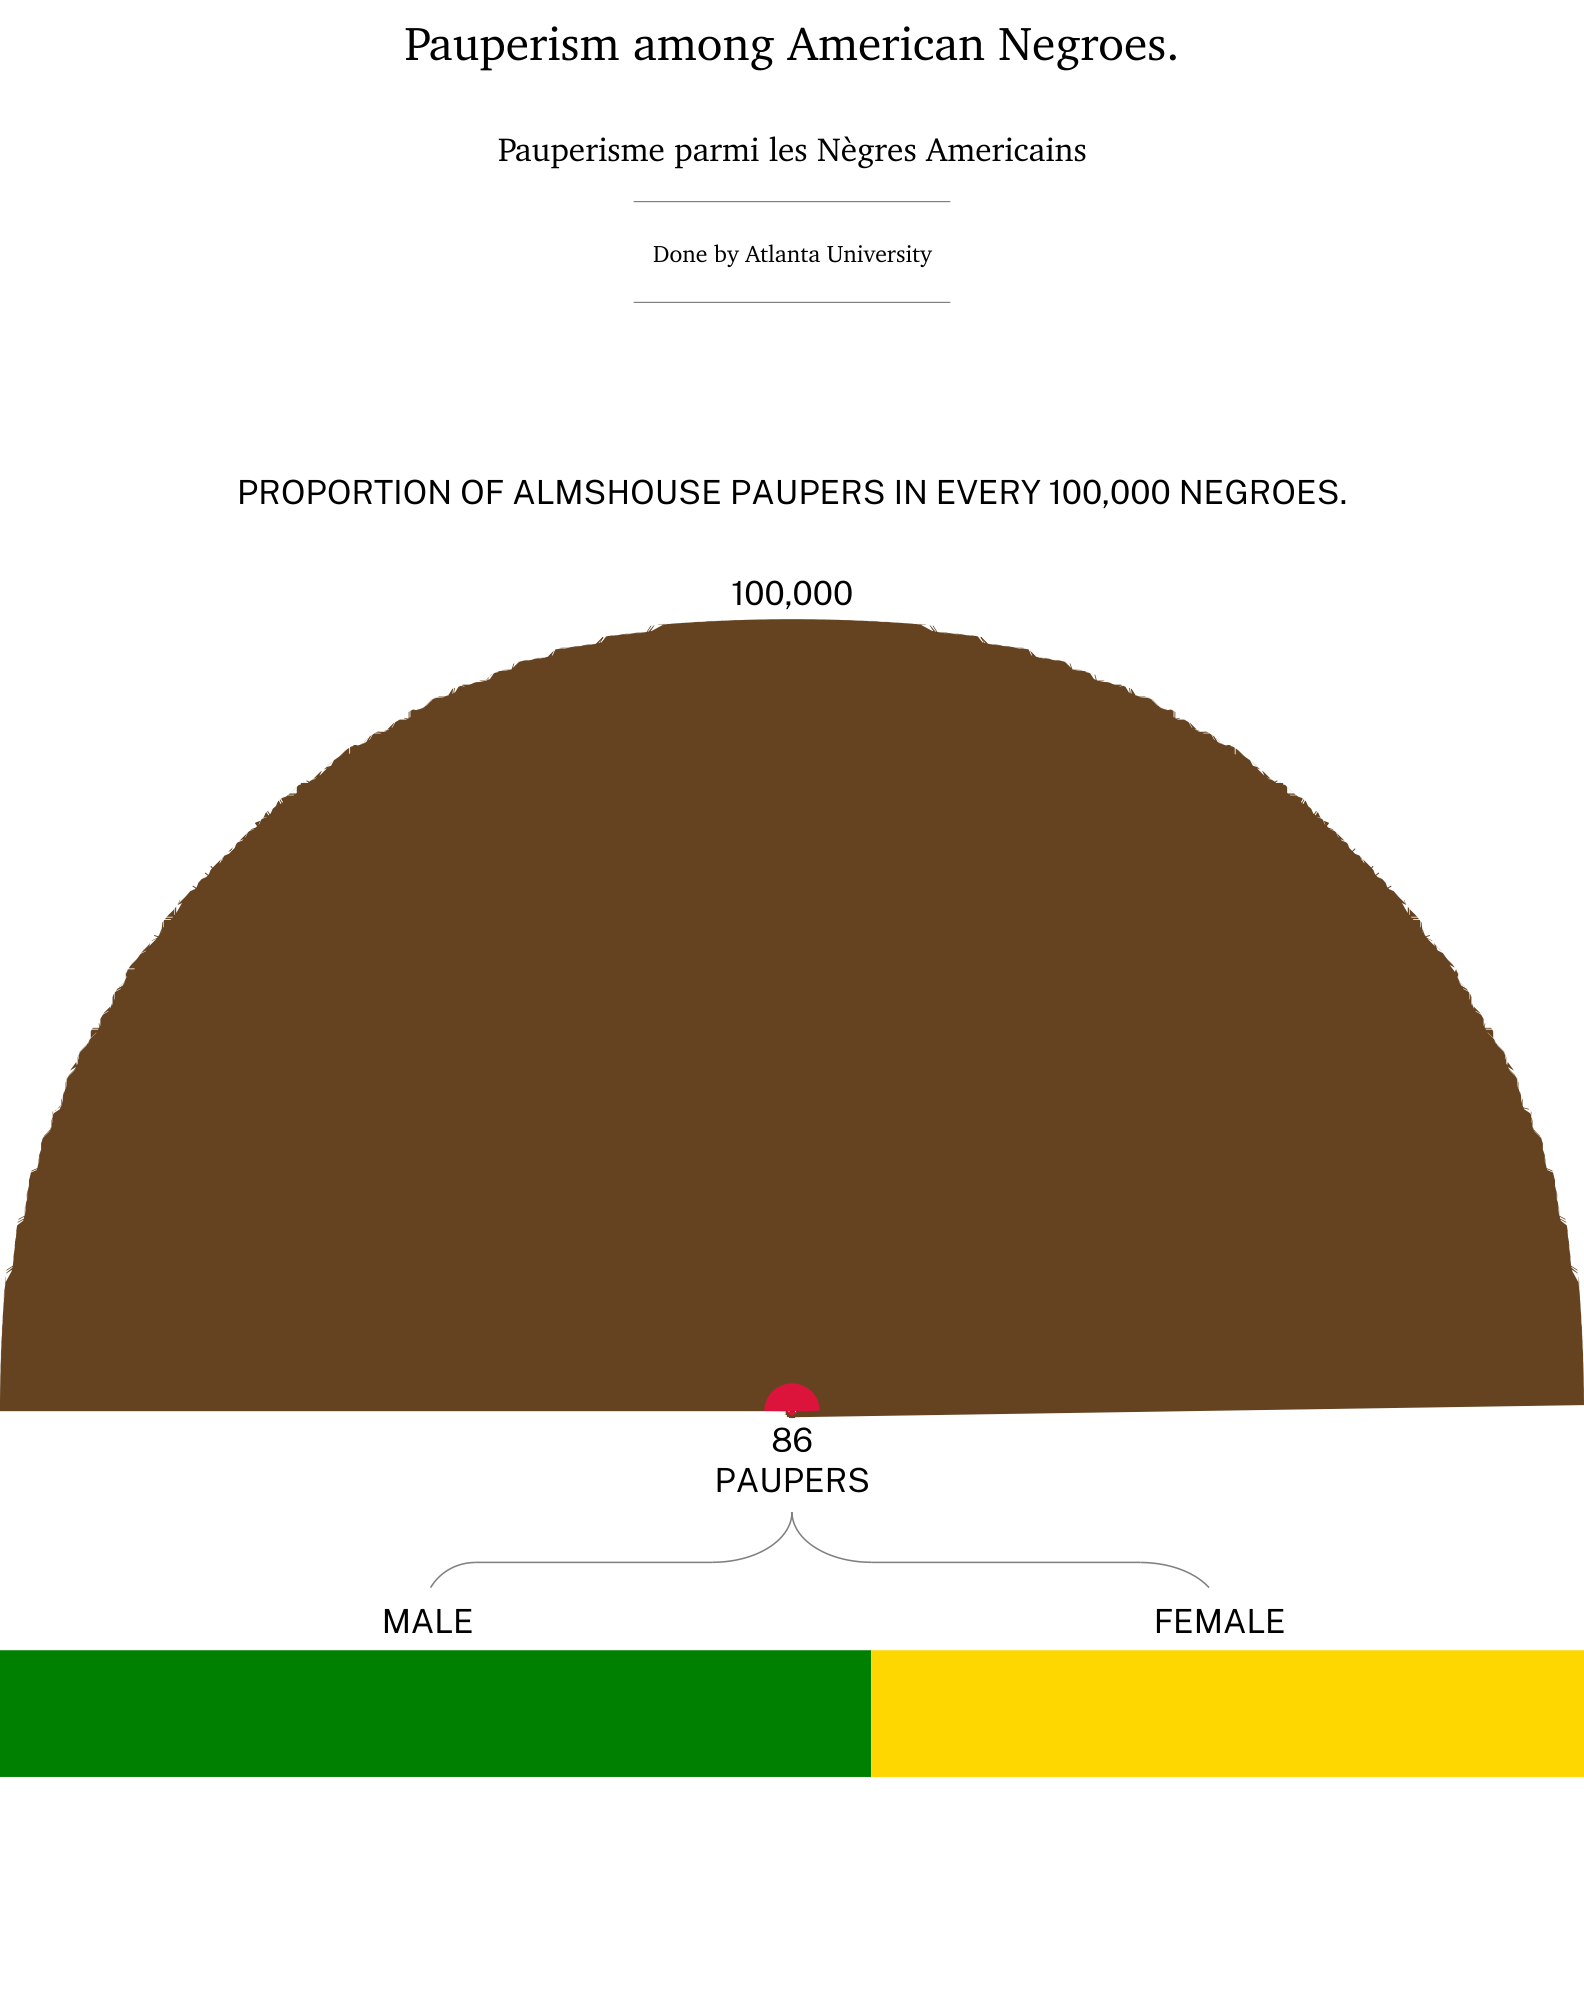 Pauperism among American Negroes.
Pauperisme parmi les Nègres Americains
Done by Atlanta University
PROPORTION OF ALMSHOUSE PAUPERS IN EVERY 100,000 NEGROES.
100,000
86
PAUPERS
MALE
FEMALE